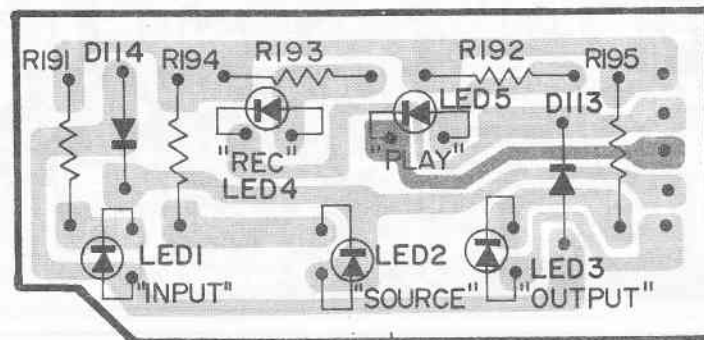 R191
D114
R194
R193
R192
R195
LED5
D113
"REC"
LED4
"PLAY"
LED1
"INPUT"
LED2
"SOURCE"
LED3
"OUTPUT"